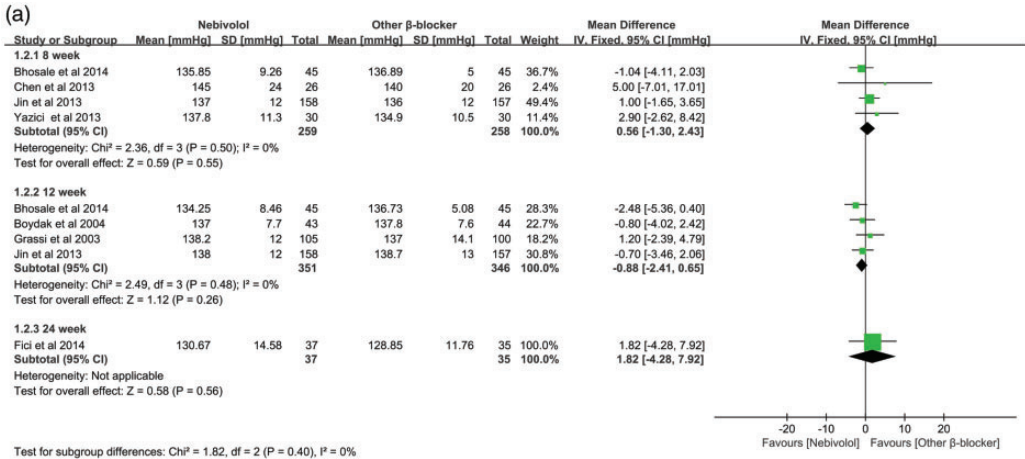 (a)
Nebivolol Other β-blocker Mean Difference Mean Difference
Study or Subgroup Mean [mmHg] SD [mmHg] Total Mean [mmHg] SD [mmHg] Total Weight IV. Fixed. 95% CI [mmHg] IV. Fixed. 95% CI [mmHg]
1.2.1 8 week
Bhosale et al 2014 135.85 9.26 45 136.89 5 45 36.7% -1.04 [-4.11, 2.03]
Chen et al 2013 145 24 26 140 20 26 2.4% 5.00 [-7.01, 17.01]
Jin et al 2013 137 12 158 136 12 157 49.4% 1.00 [-1.65, 3.65]
Yazici et al 2013 137.8 11.3 30 134.9 10.5 30 11.4% 2.90 [-2.62, 8.42]
Subtotal (95% CI) 259 258 100.0% 0.56 [-1.30, 2.43]
Heterogeneity: Chi² = 2.36, df = 3 (P = 0.50); I² = 0%
Test for overall effect: Z = 0.59 (P = 0.55)
1.2.2 12 week
Bhosale et al 2014 134.25 8.46 45 136.73 5.08 45 28.3% -2.48 [-5.36, 0.40]
Boydak et al 2004 137 7.7 43 137.8 7.6 44 22.7% -0.80 [-4.02, 2.42]
Grassi et al 2003 138.2 12 105 137 14.1 100 18.2% 1.20 [-2.39, 4.79]
Jin et al 2013 138 12 158 138.7 13 157 30.8% -0.70 [-3.46, 2.06]
Subtotal (95% CI) 351 346 100.0% -0.88 [-2.41, 0.65]
Heterogeneity: Chi² = 2.49, df = 3 (P = 0.48); I² = 0%
Test for overall effect: Z = 1.12 (P = 0.26)
1.2.3 24 week
Fici et al 2014 130.67 14.58 37 128.85 11.76 35 100.0% 1.82 [-4.28, 7.92]
Subtotal (95% CI) 37 35 100.0% 1.82 [-4.28, 7.92]
Heterogeneity: Not applicable
Test for overall effect: Z = 0.58 (P = 0.56)
-20 -10 0 10 20
Favours [Nebivolol] Favours [Other β-blocker]
Test for subgroup differences: Chi² = 1.82, df = 2 (P = 0.40), I² = 0%